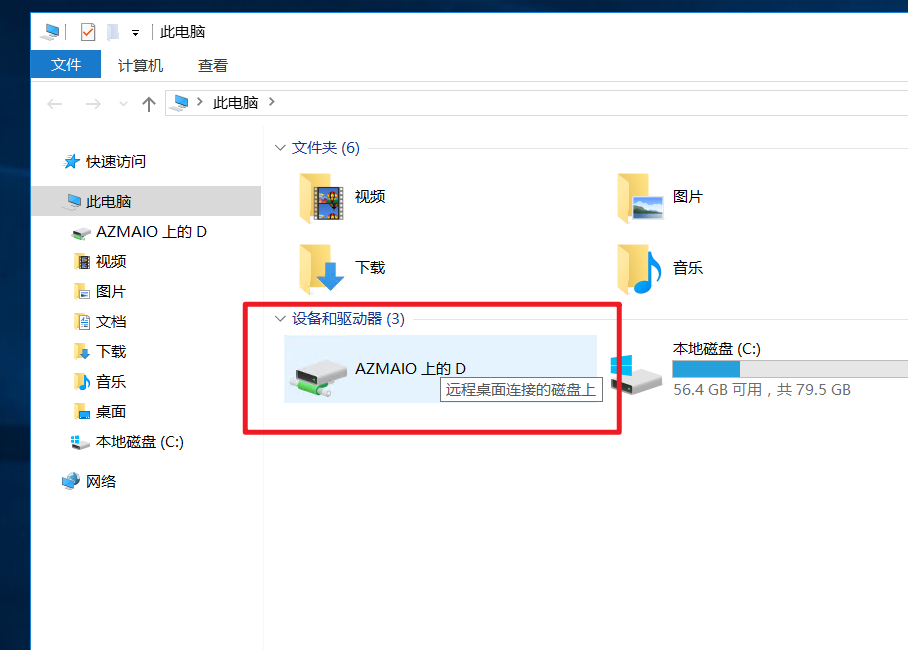 此电脑
文件 计算机 查看
此电脑
快速访问
此电脑
AZMAIO 上的 D
视频
图片
文档
下载
音乐
桌面
本地磁盘 (C:)
网络
文件夹 (6)
视频
图片
下载
音乐
设备和驱动器 (3)
AZMAIO 上的 D
远程桌面连接的磁盘上
本地磁盘 (C:)
56.4 GB 可用，共 79.5 GB